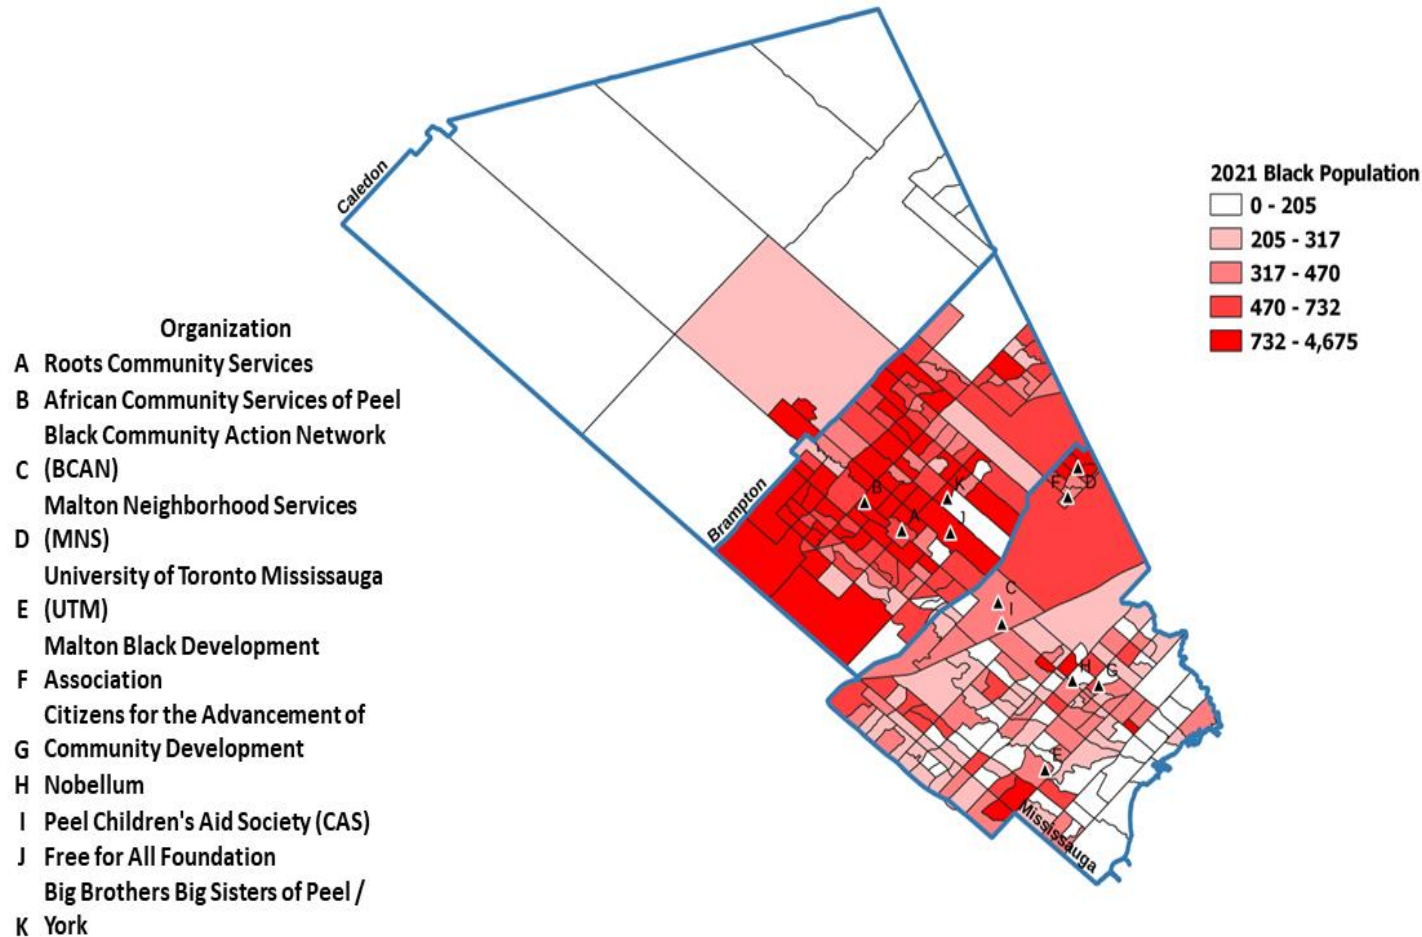 Caledon
2021 Black Population
0 - 205
205 - 317
317 - 470
470 - 732
732 - 4,675
Organization
A Roots Community Services
B African Community Services of Peel
Black Community Action Network
C (BCAN)
Malton Neighborhood Services
D (MNS)
University of Toronto Mississauga
E (UTM)
Malton Black Development
F Association
Citizens for the Advancement of
G Community Development
H Nobellum
I Peel Children's Aid Society (CAS)
J Free for All Foundation
Big Brothers Big Sisters of Peel /
K York
Brampton
F D
B K
A J
C
I
H G
E
Mississauga